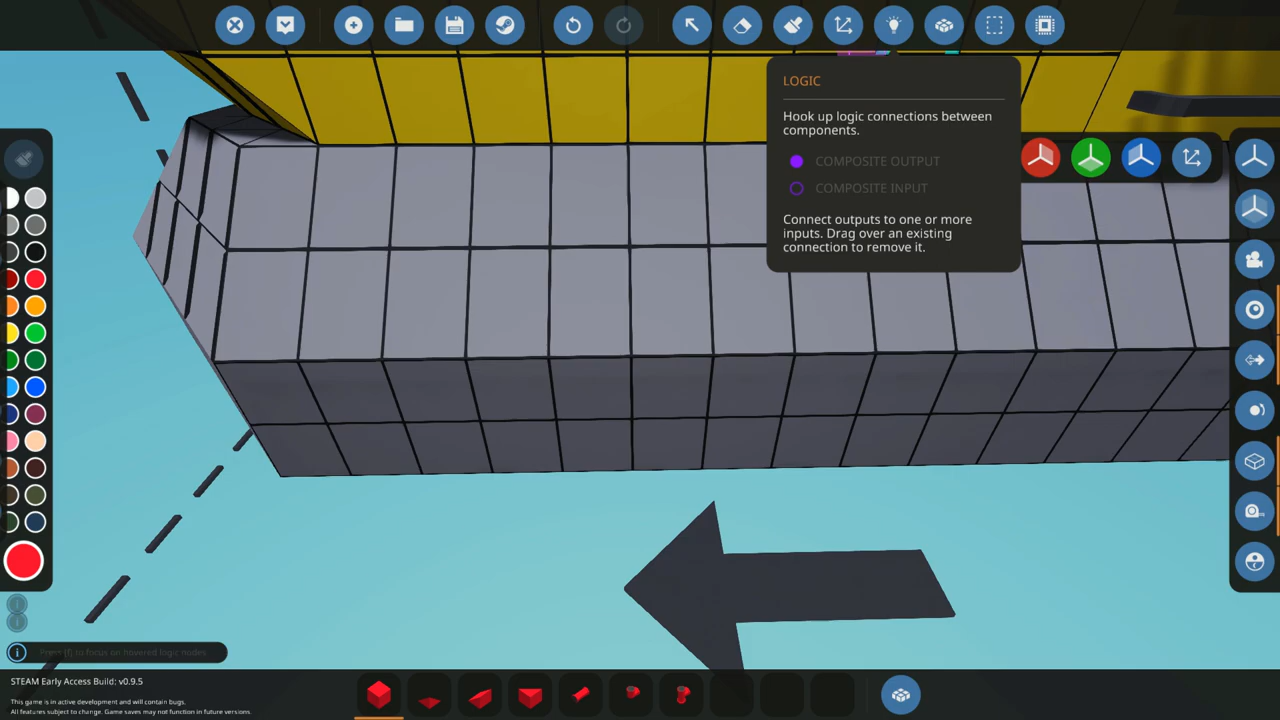 LOGIC
Hook up logic connections between
components.
COMPOSITE OUTPUT
COMPOSITE INPUT
Connect outputs to one or more
inputs. Drag over an existing
connection to remove it.
Press [f] to focus on hovered logic nodes
STEAM Early Access Build: v0.9.5
This game is in active development and will contain bugs.
All features subject to change. Game saves may not function in future versions.